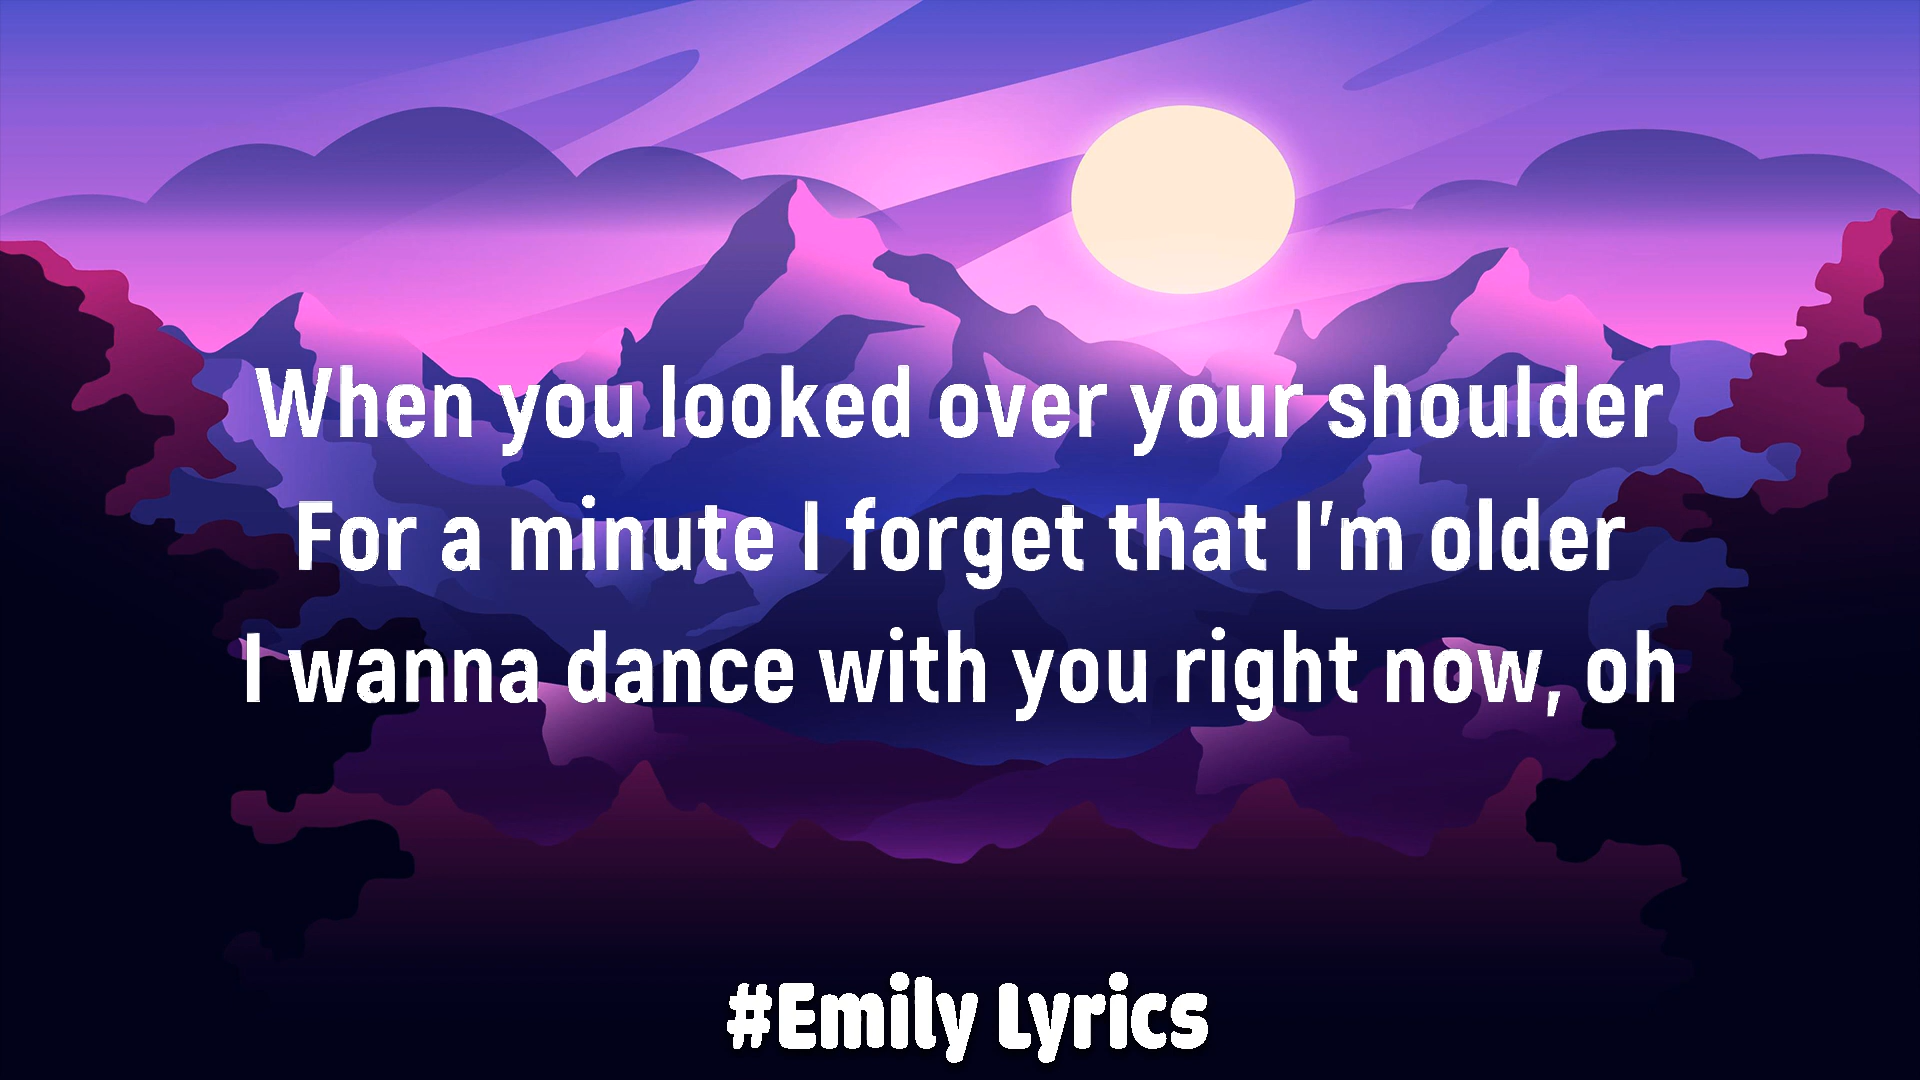 When you looked over your shoulder
For a minute I forget that I'm older
I wanna dance with you right now, oh
#Emily Lyrics